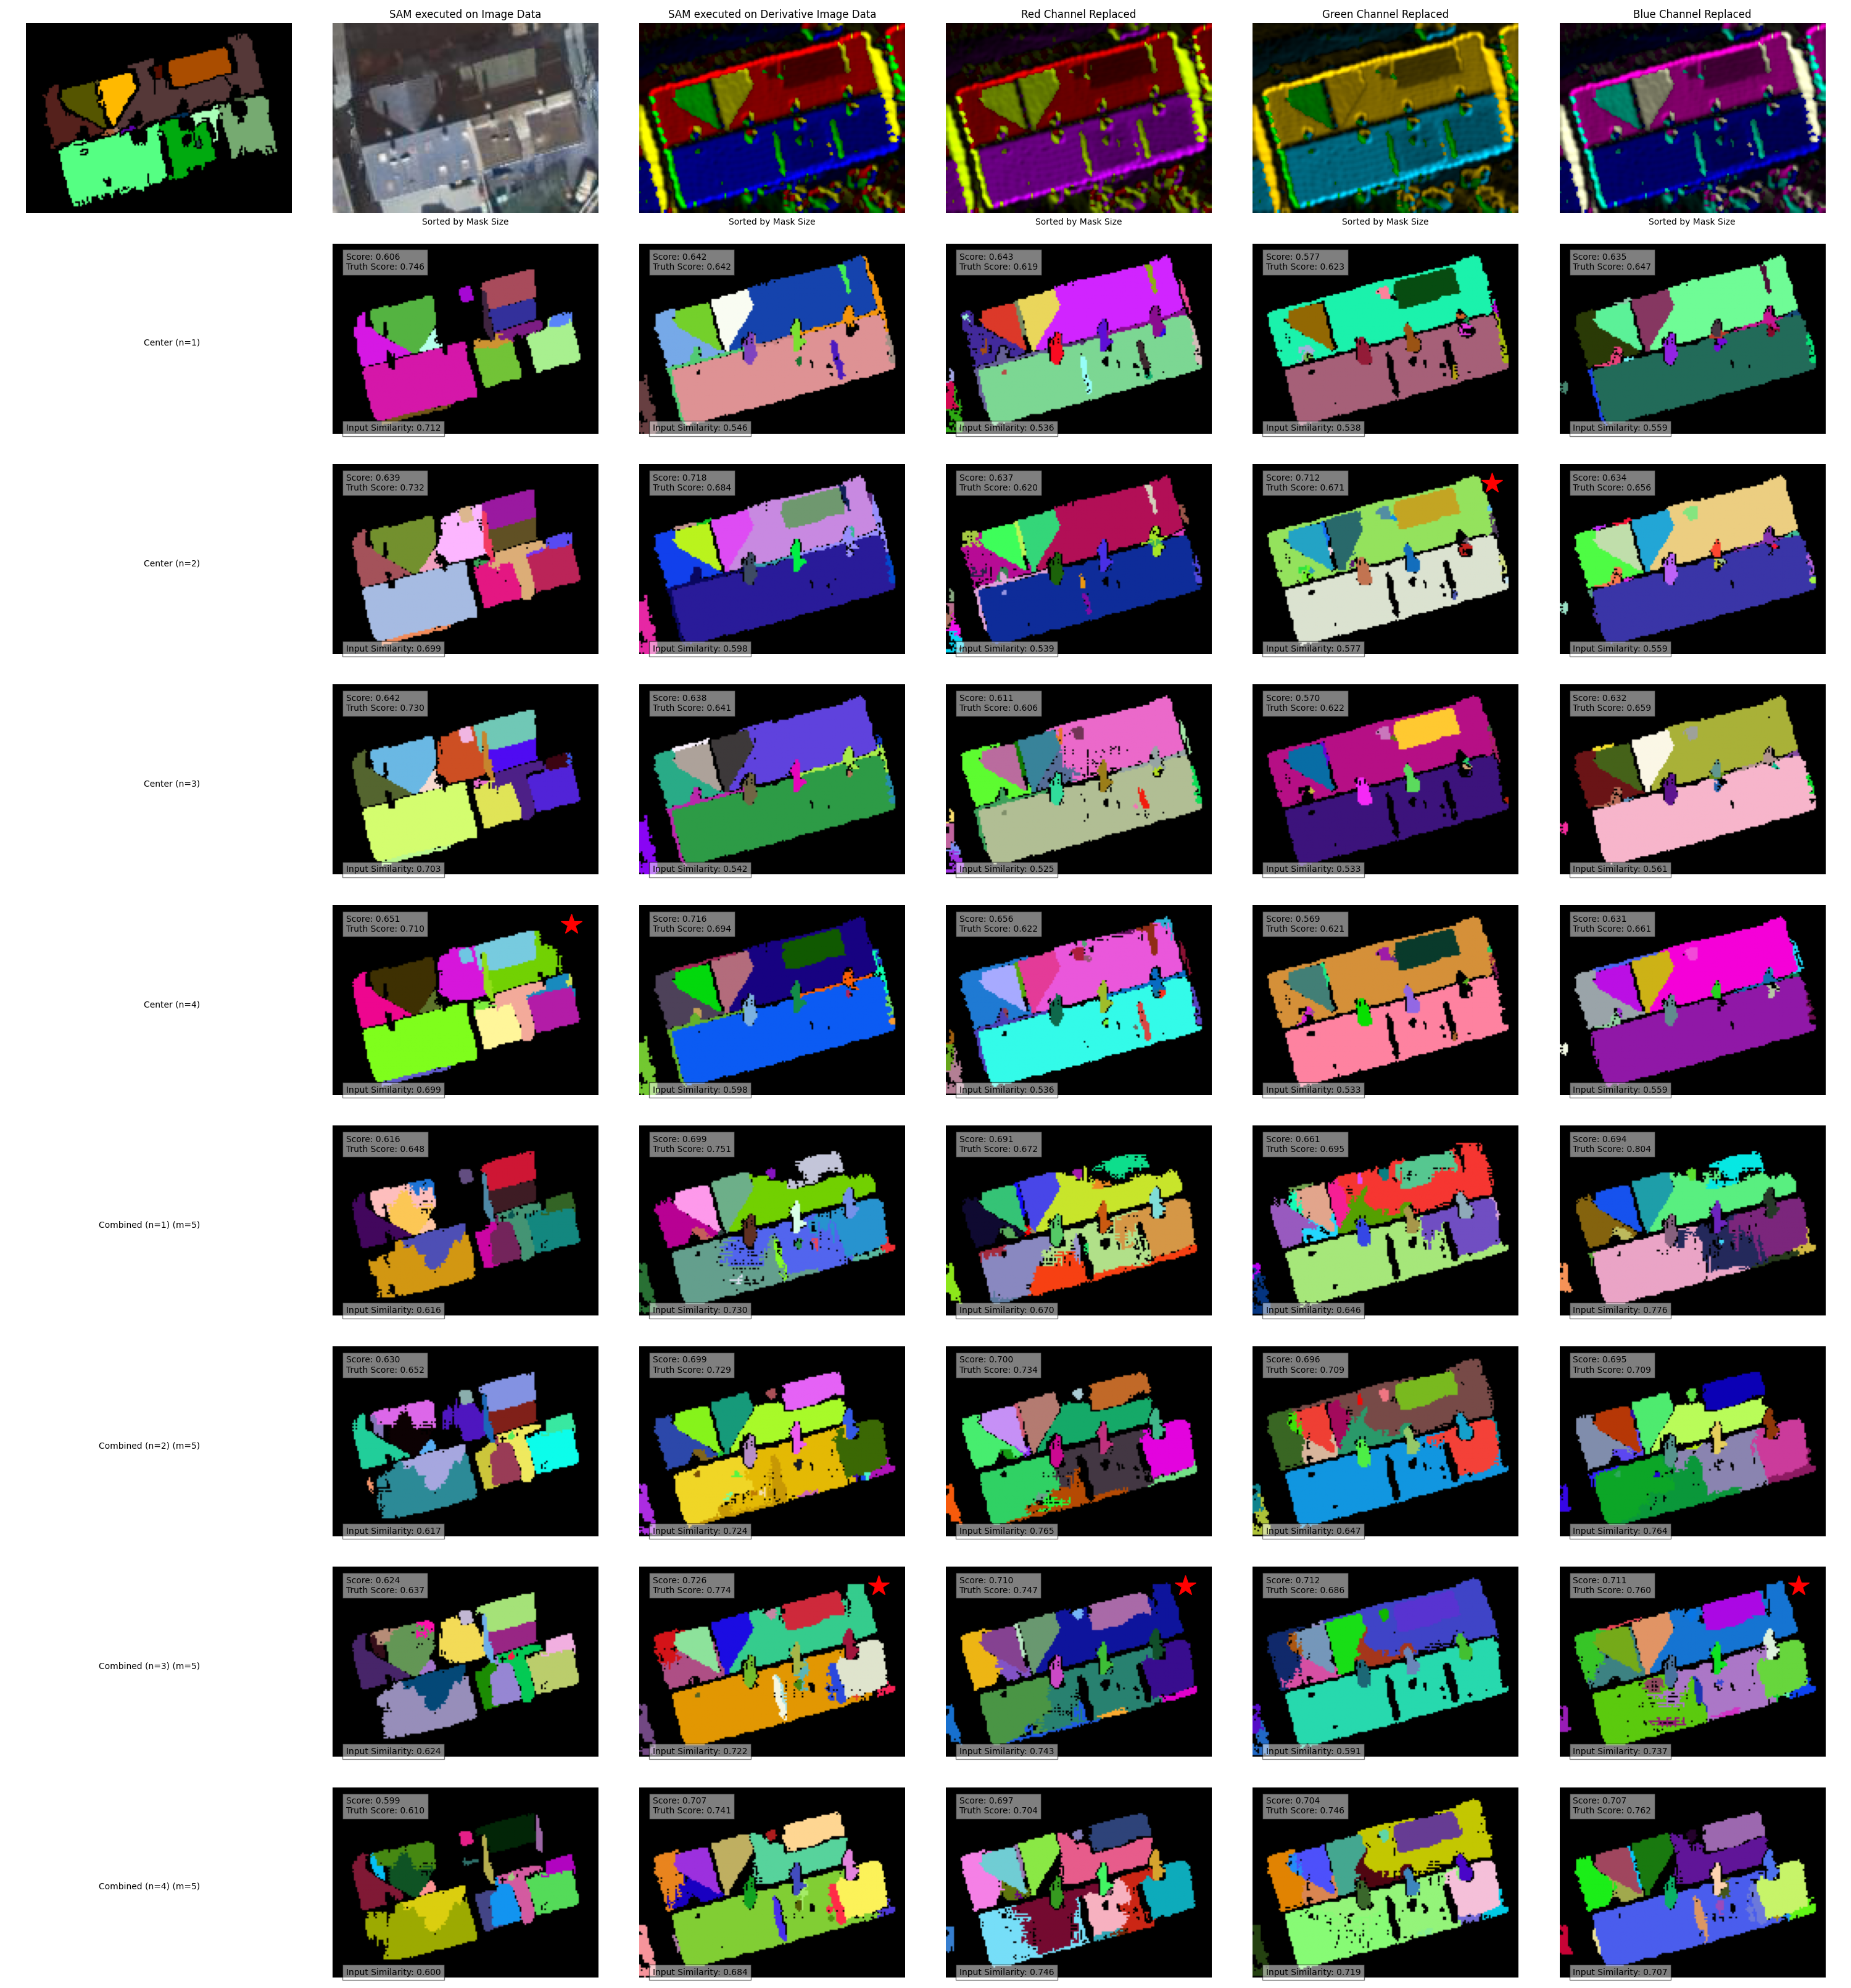 SAM executed on Image Data
SAM executed on Derivative Image Data
Red Channel Replaced
Green Channel Replaced
Blue Channel Replaced
Sorted by Mask Size
Sorted by Mask Size
Sorted by Mask Size
Sorted by Mask Size
Sorted by Mask Size
Center (n=1)
Score: 0.606
Truth Score: 0.746
Input Similarity: 0.712
Score: 0.642
Truth Score: 0.642
Input Similarity: 0.546
Score: 0.643
Truth Score: 0.619
Input Similarity: 0.536
Score: 0.577
Truth Score: 0.623
Input Similarity: 0.538
Score: 0.635
Truth Score: 0.647
Input Similarity: 0.559
Center (n=2)
Score: 0.639
Truth Score: 0.732
Input Similarity: 0.699
Score: 0.718
Truth Score: 0.684
Input Similarity: 0.598
Score: 0.637
Truth Score: 0.620
Input Similarity: 0.539
Score: 0.712
Truth Score: 0.671
Input Similarity: 0.577
Score: 0.634
Truth Score: 0.656
Input Similarity: 0.559
Center (n=3)
Score: 0.642
Truth Score: 0.730
Input Similarity: 0.703
Score: 0.638
Truth Score: 0.641
Input Similarity: 0.542
Score: 0.611
Truth Score: 0.606
Input Similarity: 0.525
Score: 0.570
Truth Score: 0.622
Input Similarity: 0.533
Score: 0.632
Truth Score: 0.659
Input Similarity: 0.561
Center (n=4)
Score: 0.651
Truth Score: 0.710
Input Similarity: 0.699
Score: 0.716
Truth Score: 0.694
Input Similarity: 0.598
Score: 0.656
Truth Score: 0.622
Input Similarity: 0.536
Score: 0.569
Truth Score: 0.621
Input Similarity: 0.533
Score: 0.631
Truth Score: 0.661
Input Similarity: 0.559
Combined (n=1) (m=5)
Score: 0.616
Truth Score: 0.648
Input Similarity: 0.616
Score: 0.699
Truth Score: 0.751
Input Similarity: 0.730
Score: 0.691
Truth Score: 0.672
Input Similarity: 0.670
Score: 0.661
Truth Score: 0.695
Input Similarity: 0.646
Score: 0.694
Truth Score: 0.804
Input Similarity: 0.776
Combined (n=2) (m=5)
Score: 0.630
Truth Score: 0.652
Input Similarity: 0.617
Score: 0.699
Truth Score: 0.729
Input Similarity: 0.724
Score: 0.700
Truth Score: 0.734
Input Similarity: 0.765
Score: 0.696
Truth Score: 0.709
Input Similarity: 0.647
Score: 0.695
Truth Score: 0.709
Input Similarity: 0.764
Combined (n=3) (m=5)
Score: 0.624
Truth Score: 0.637
Input Similarity: 0.624
Score: 0.726
Truth Score: 0.774
Input Similarity: 0.722
Score: 0.710
Truth Score: 0.747
Input Similarity: 0.743
Score: 0.712
Truth Score: 0.686
Input Similarity: 0.591
Score: 0.711
Truth Score: 0.760
Input Similarity: 0.737
Combined (n=4) (m=5)
Score: 0.599
Truth Score: 0.610
Input Similarity: 0.600
Score: 0.707
Truth Score: 0.741
Input Similarity: 0.684
Score: 0.697
Truth Score: 0.704
Input Similarity: 0.746
Score: 0.704
Truth Score: 0.746
Input Similarity: 0.719
Score: 0.707
Truth Score: 0.762
Input Similarity: 0.707